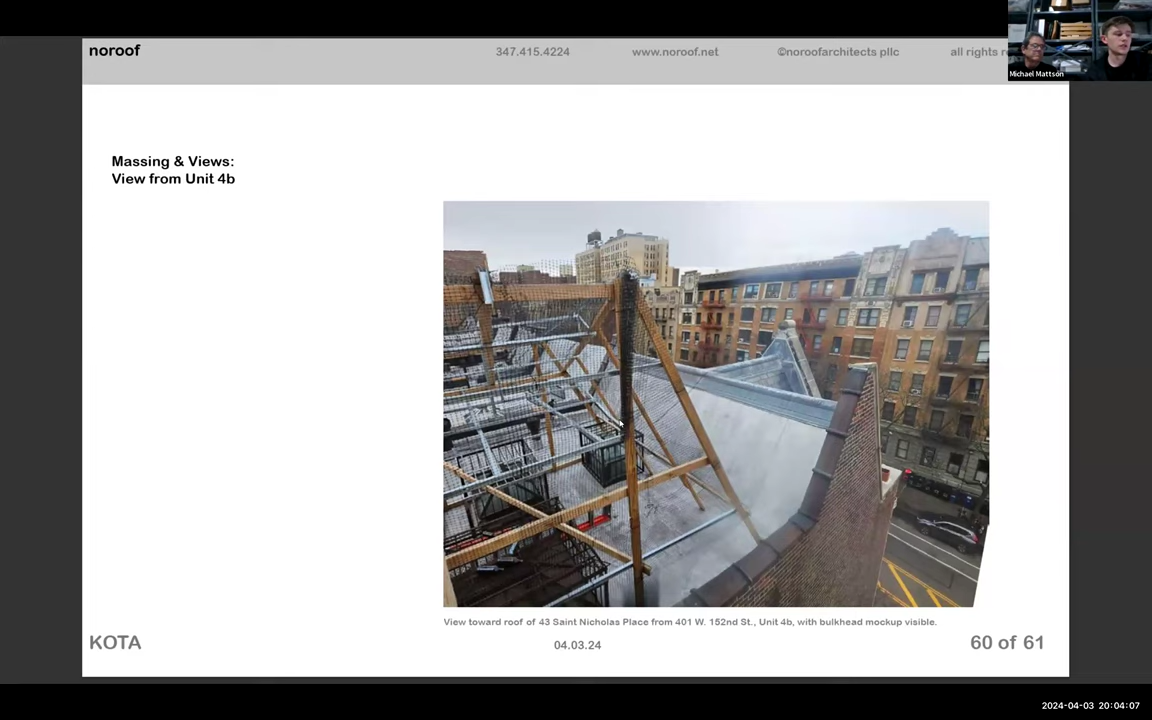 noroof
347.415.4224
www.noroof.net
©noroofarchitects pllc
all rights
Michael Mattson
Massing & Views:
View from Unit 4b
View toward roof of 43 Saint Nicholas Place from 401 W. 152nd St., Unit 4b, with bulkhead mockup visible.
KOTA
04.03.24
60 of 61
2024-04-03 20:04:07